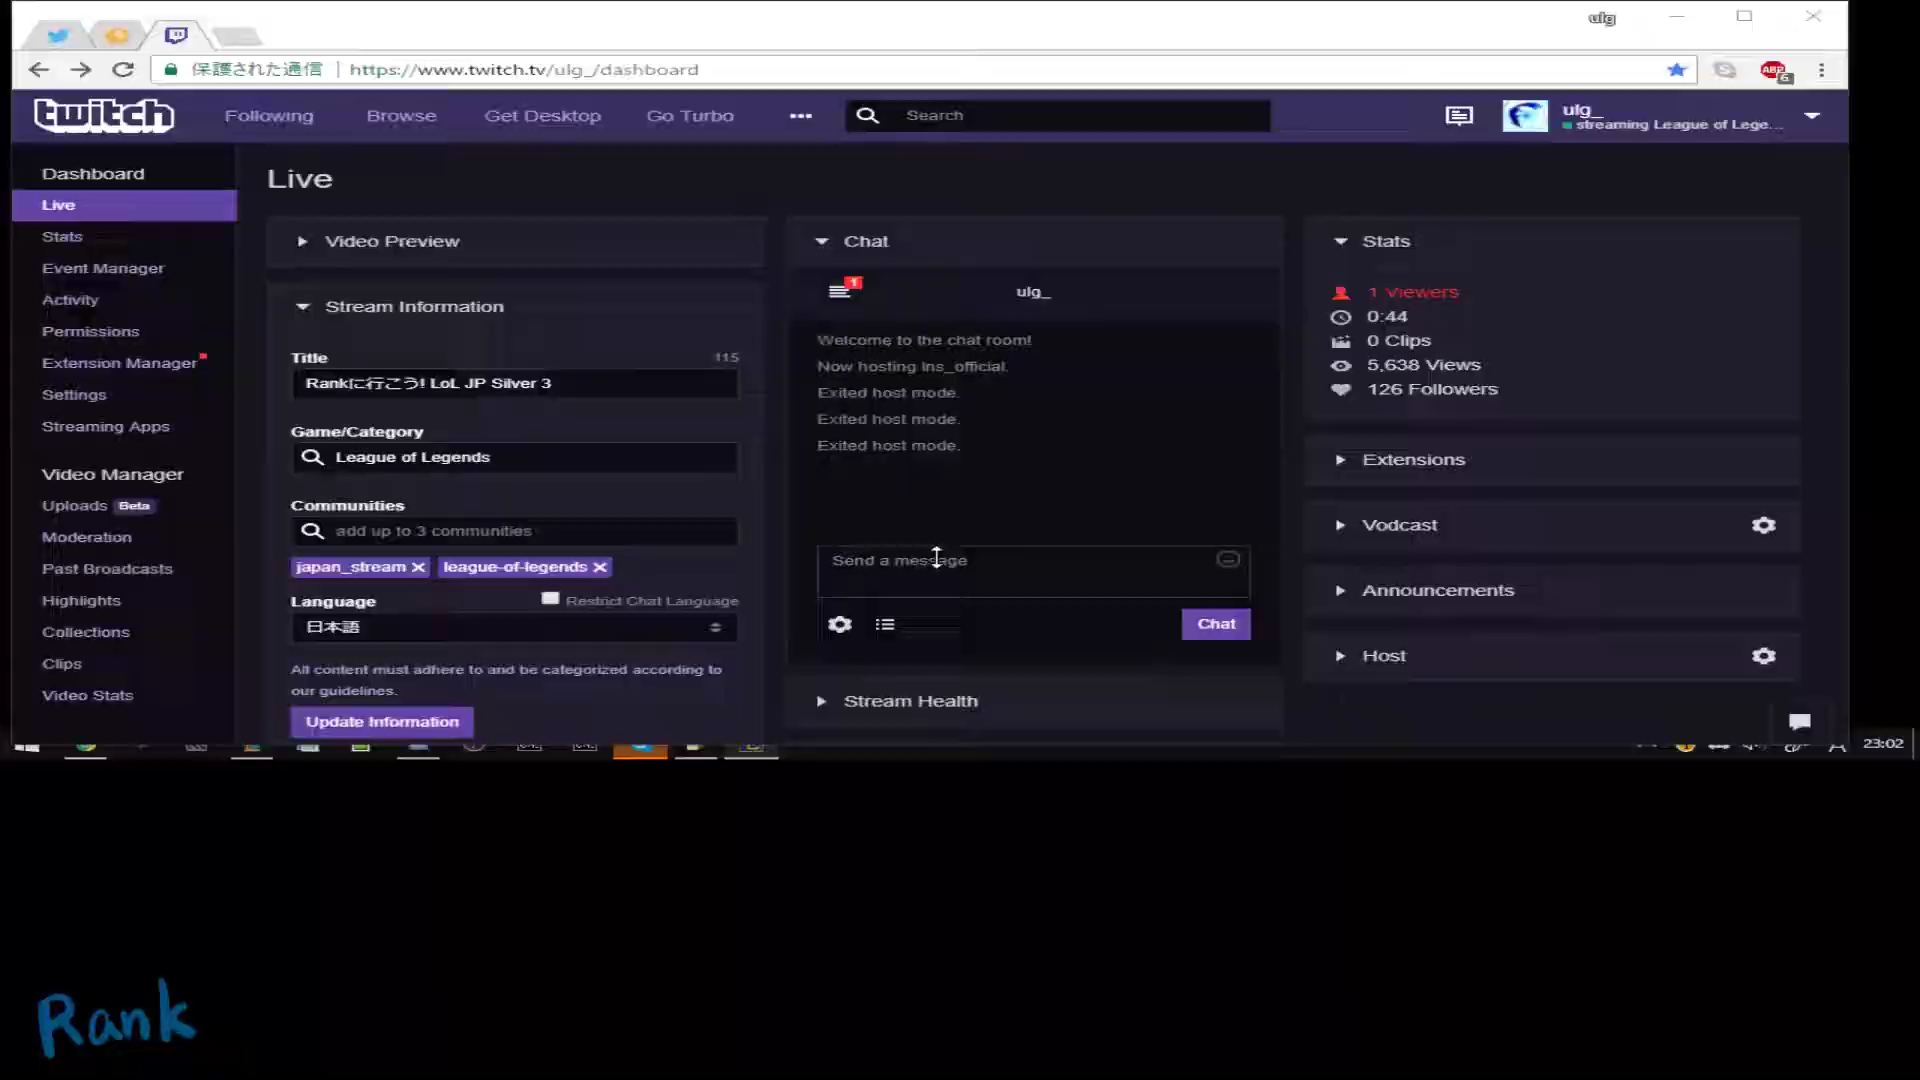 ulg
保護された通信 | https://www.twitch.tv/ulg_/dashboard
ABP
6
twitch
Following Browse Get Desktop Go Turbo ••• Search
ulg_
streaming League of Lege...
Dashboard
Live
Stats
Event Manager
Activity
Permissions
Extension Manager
Settings
Streaming Apps
Video Manager
Uploads Beta
Moderation
Past Broadcasts
Highlights
Collections
Clips
Video Stats
Live
Video Preview
Stream Information
Title 115
Rankに行こう! LoL JP Silver 3
Game/Category
League of Legends
Communities
add up to 3 communities
japan_stream league-of-legends
Language Restrict Chat Language
日本語
All content must adhere to and be categorized according to
our guidelines.
Update Information
Chat
1
ulg_
Welcome to the chat room!
Now hosting lns_official.
Exited host mode.
Exited host mode.
Exited host mode.
Send a message
Chat
Stream Health
Stats
1 Viewers
0:44
0 Clips
5,638 Views
126 Followers
Extensions
Vodcast
Announcements
Host
23:02
Rank